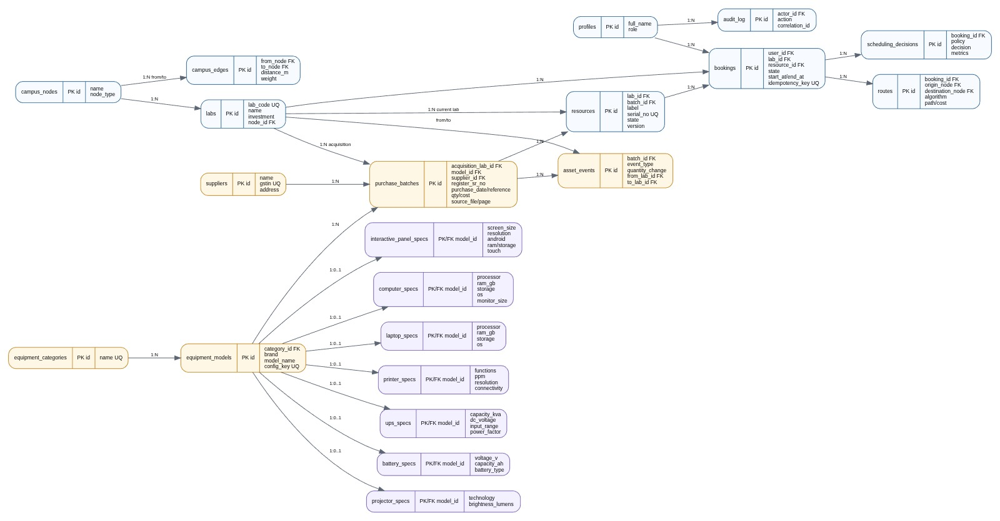 profiles
PK id
full_name
role
1:N
audit_log
PK id
actor_id FK
action
correlation_id
1:N
bookings
PK id
user_id FK
lab_id FK
resource_id FK
state
start_at/end_at
idempotency_key UQ
1:N
scheduling_decisions
PK id
booking_id FK
policy
decision
metrics
1:N
routes
PK id
booking_id FK
origin_node FK
destination_node FK
algorithm
path/cost
campus_nodes
PK id
name
node_type
1:N from/to
campus_edges
PK id
from_node FK
to_node FK
distance_m
weight
1:N
labs
PK id
lab_code UQ
name
investment
node_id FK
1:N
1:N current lab
from/to
1:N acquisition
resources
PK id
lab_id FK
batch_id FK
label
serial_no UQ
state
version
1:N
suppliers
PK id
name
gstin UQ
address
1:N
purchase_batches
PK id
acquisition_lab_id FK
model_id FK
supplier_id FK
register_sr_no
purchase_date/reference
qty/cost
source_file/page
1:N
1:N
asset_events
PK id
batch_id FK
event_type
quantity_change
from_lab_id FK
to_lab_id FK
equipment_categories
PK id
name UQ
1:N
equipment_models
PK id
category_id FK
brand
model_name
config_key UQ
1:N
1:0..1
interactive_panel_specs
PK/FK model_id
screen_size
resolution
android
ram/storage
touch
1:0..1
computer_specs
PK/FK model_id
processor
ram_gb
storage
os
monitor_size
1:0..1
laptop_specs
PK/FK model_id
processor
ram_gb
storage
os
1:0..1
printer_specs
PK/FK model_id
functions
ppm
resolution
connectivity
1:0..1
ups_specs
PK/FK model_id
capacity_kva
dc_voltage
input_range
power_factor
1:0..1
battery_specs
PK/FK model_id
voltage_v
capacity_ah
battery_type
1:0..1
projector_specs
PK/FK model_id
technology
brightness_lumens